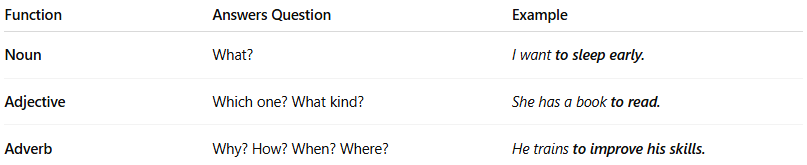 Function Answers Question Example
Noun What? I want to sleep early.
Adjective Which one? What kind? She has a book to read.
Adverb Why? How? When? Where? He trains to improve his skills.